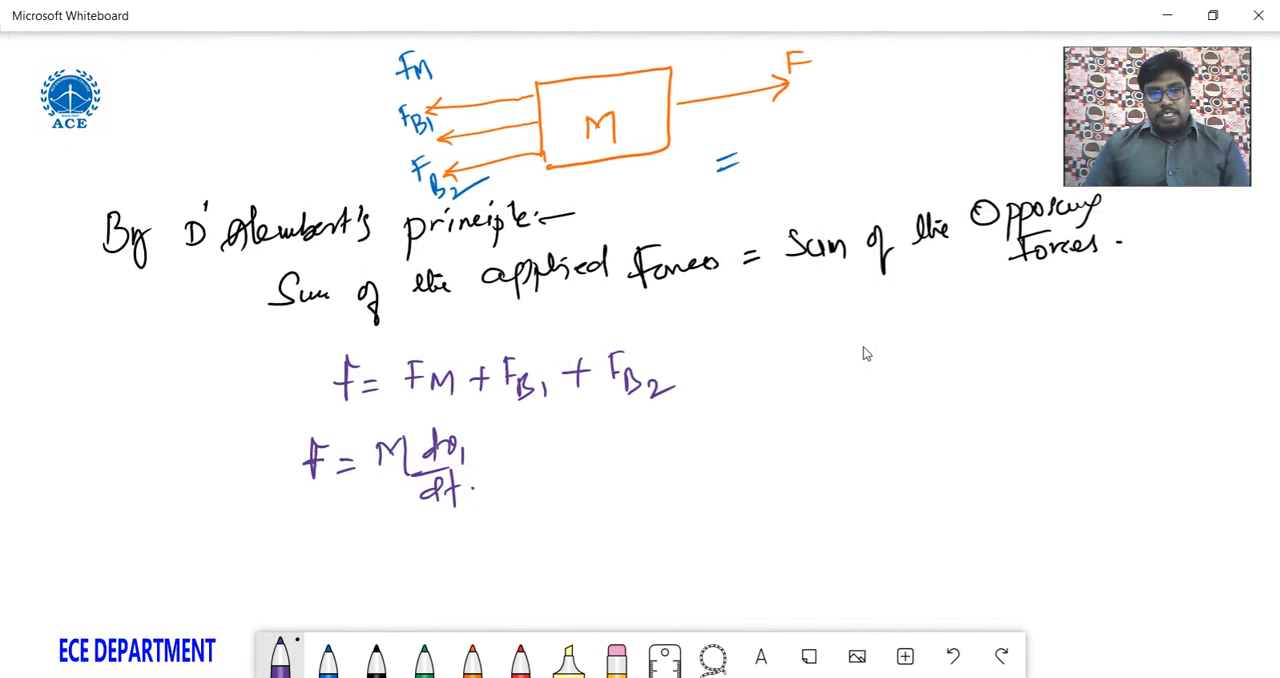 Microsoft Whiteboard
ACE
FM
FB1
FB2
M
F
=
By D'Alembert's principle:-
Sum of the applied Forces = Sum of the Opposing Forces.
F = FM + FB1 + FB2
F = M dv1/dt.
ECE DEPARTMENT
A